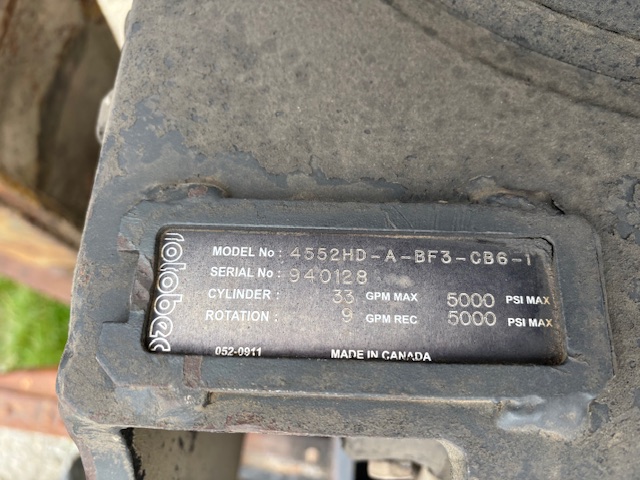 rotobec
MODEL No : 4552HD-A-BF3-CB6-1
SERIAL No : 940128
CYLINDER : 33 GPM MAX 5000 PSI MAX
ROTATION : 9 GPM REC 5000 PSI MAX
052-0911 MADE IN CANADA